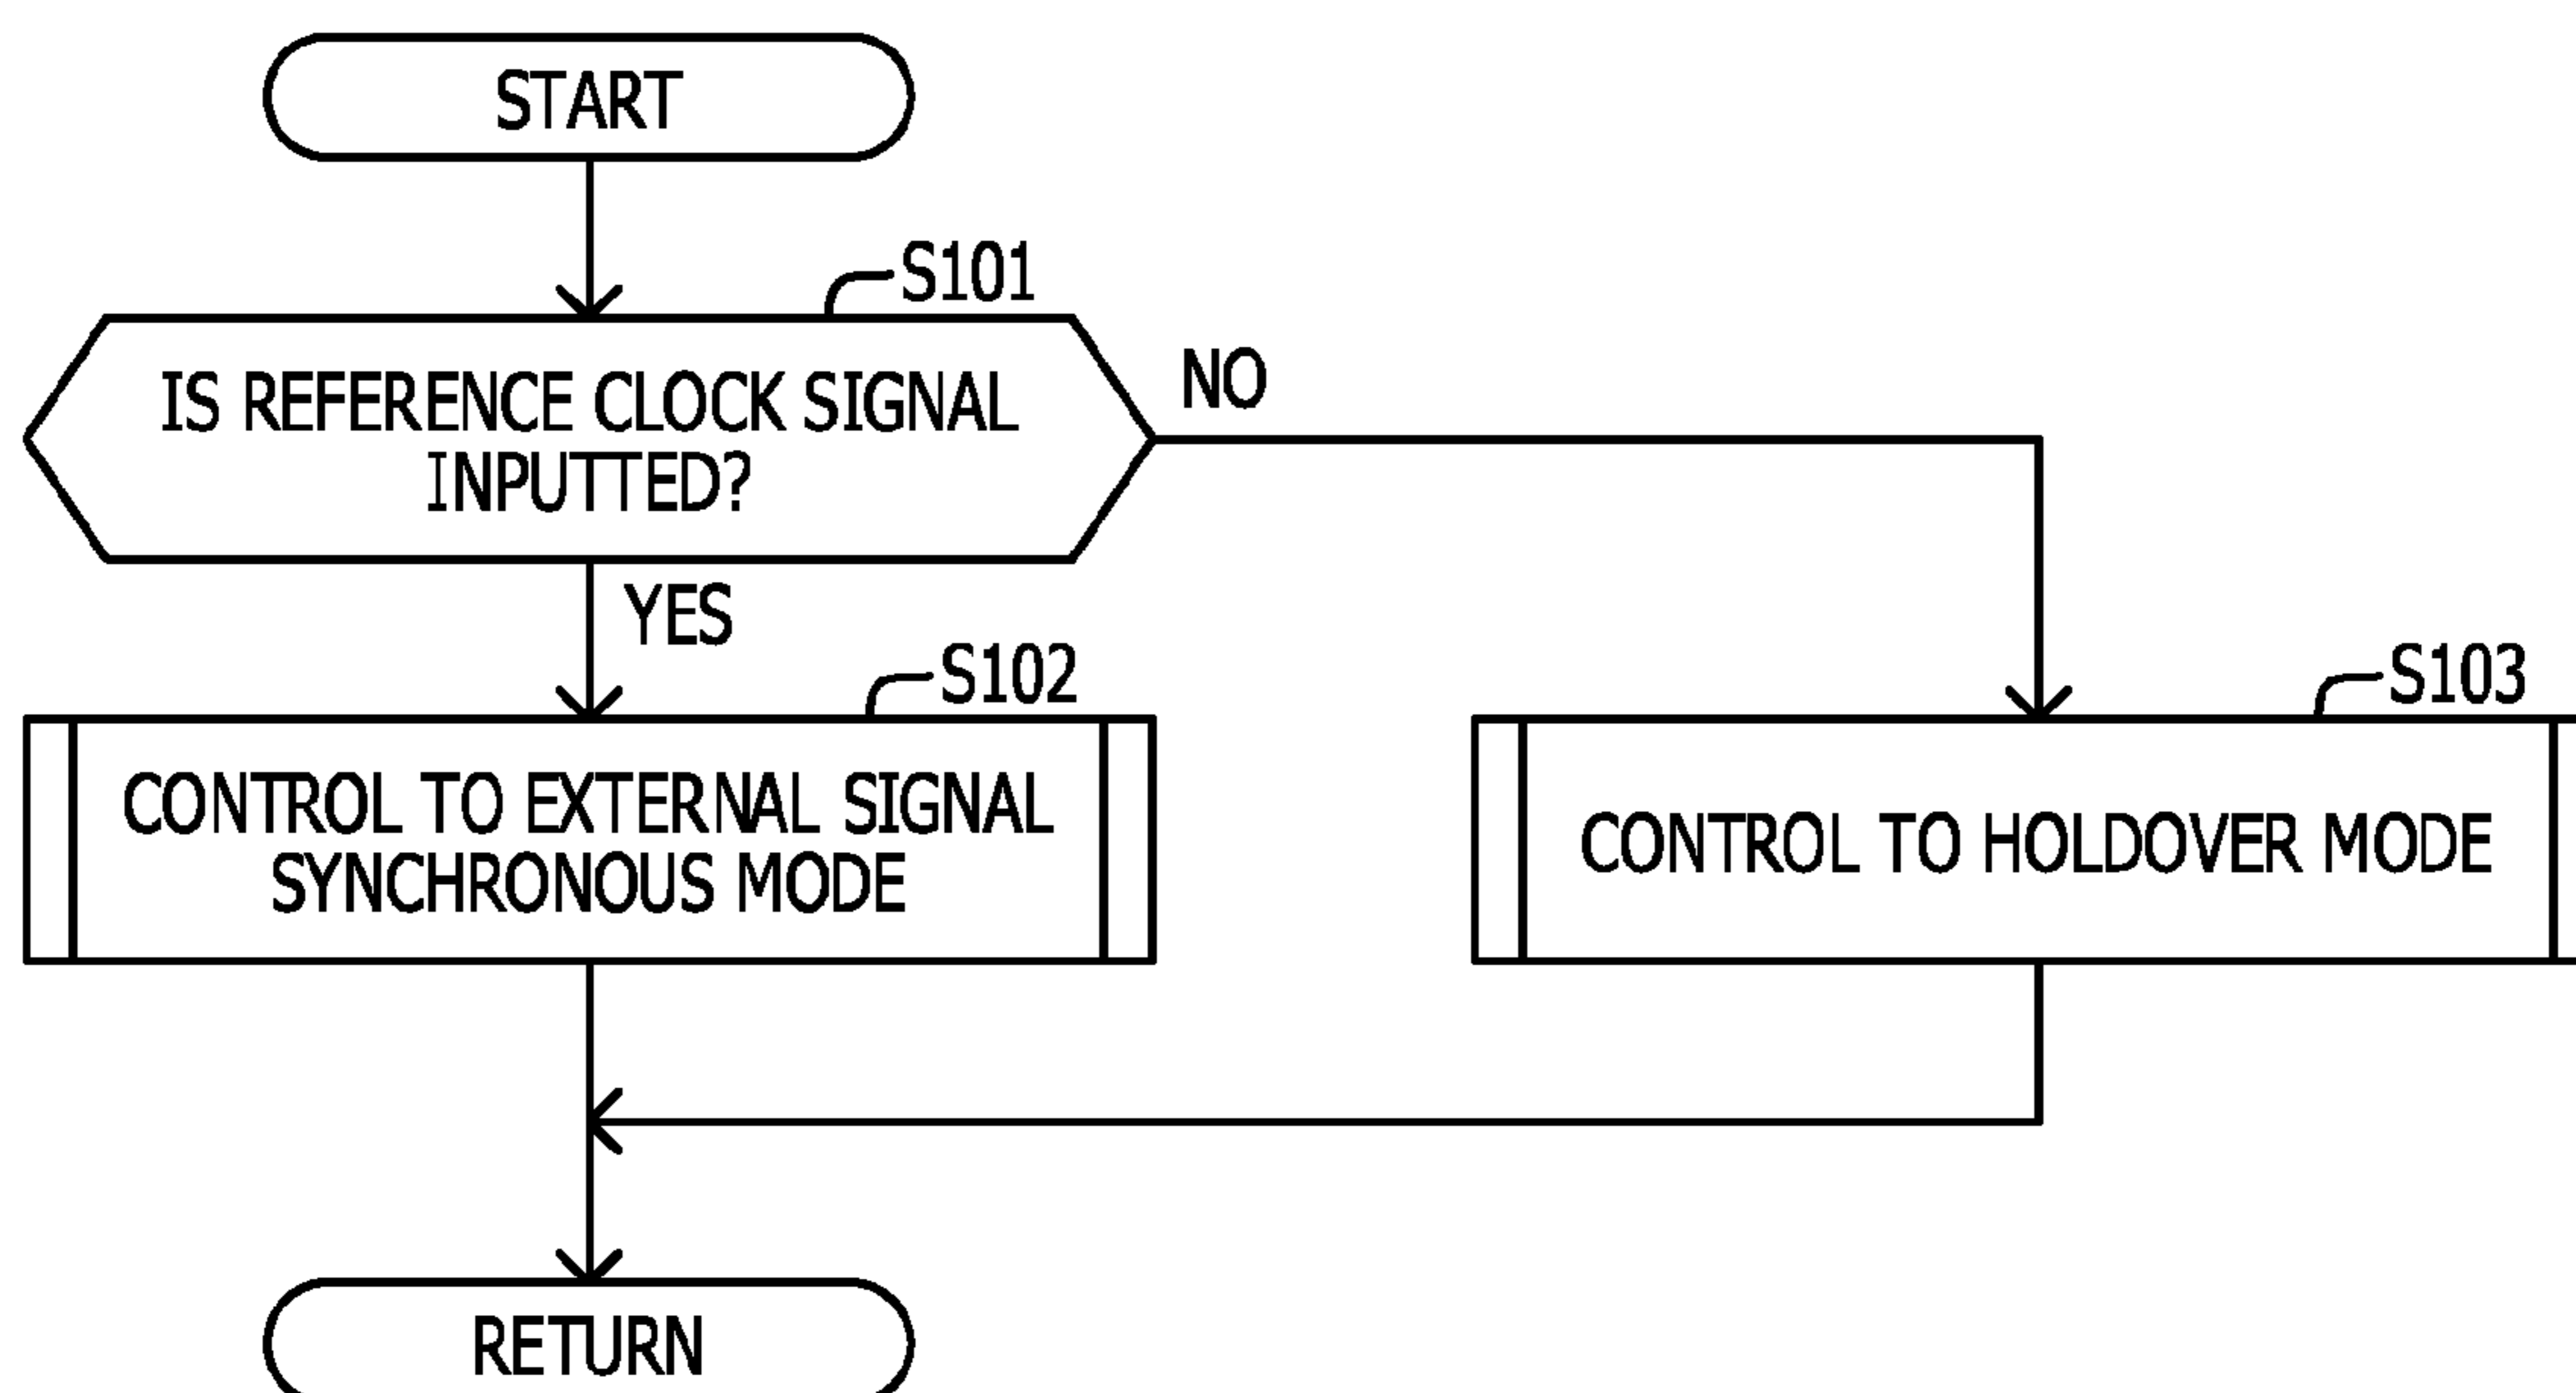 START
S101
IS REFERENCE CLOCK SIGNAL
INPUTTED?
NO
YES
S102
CONTROL TO EXTERNAL SIGNAL
SYNCHRONOUS MODE
S103
CONTROL TO HOLDOVER MODE
RETURN